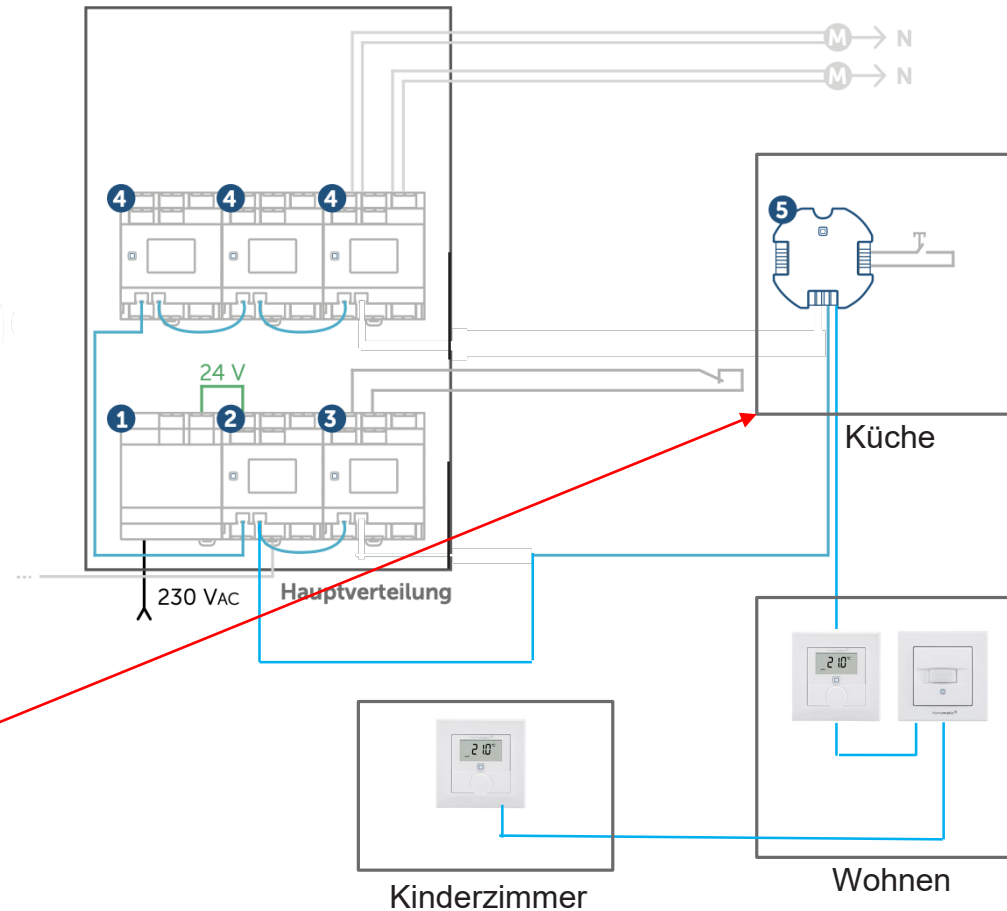 M N
M N
4 4 4
5
24 V
1 2 3
Küche
230 VAC
...
Hauptverteilung
21.0°
21.0°
Kinderzimmer
Wohnen